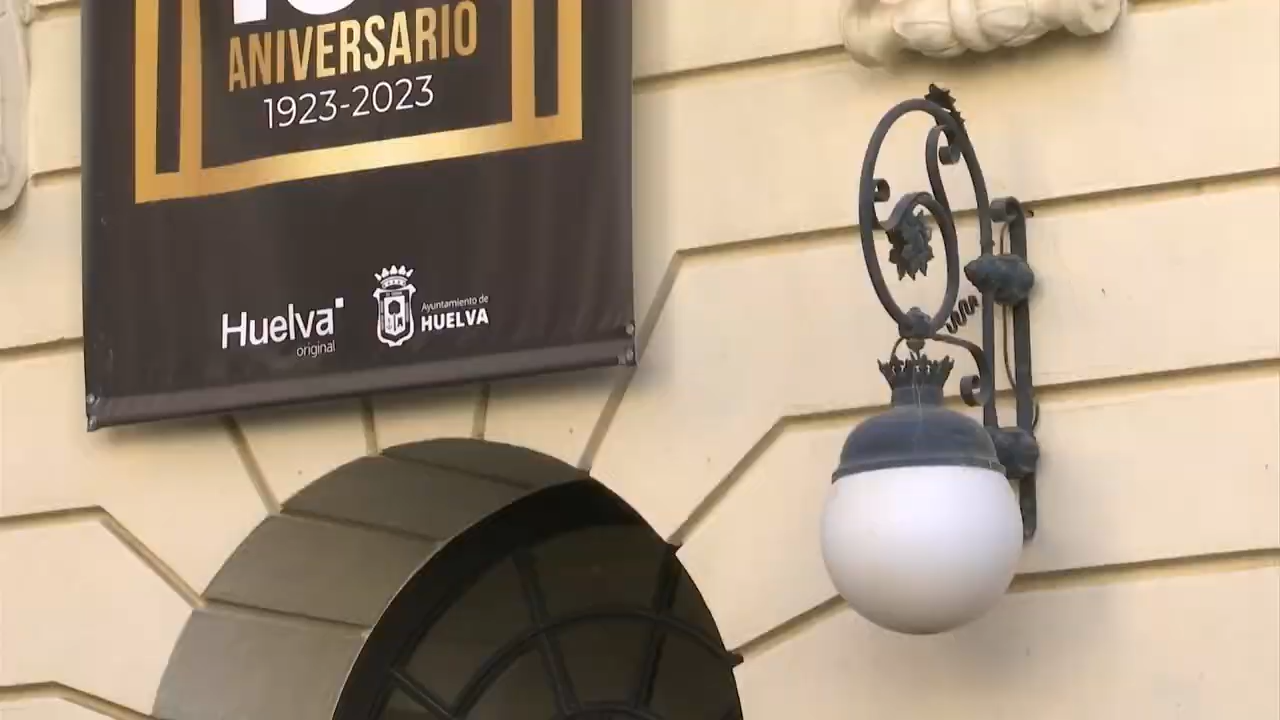 ANIVERSARIO
1923-2023
Huelva
original
Ayuntamiento de
HUELVA